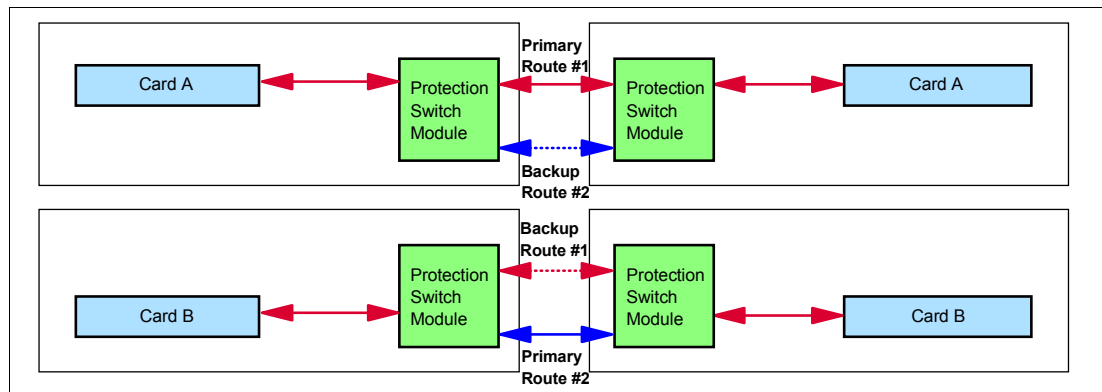 Primary
Route #1
Card A
Protection
Switch
Module
Protection
Switch
Module
Card A
Backup
Route #2
Backup
Route #1
Card B
Protection
Switch
Module
Protection
Switch
Module
Card B
Primary
Route #2